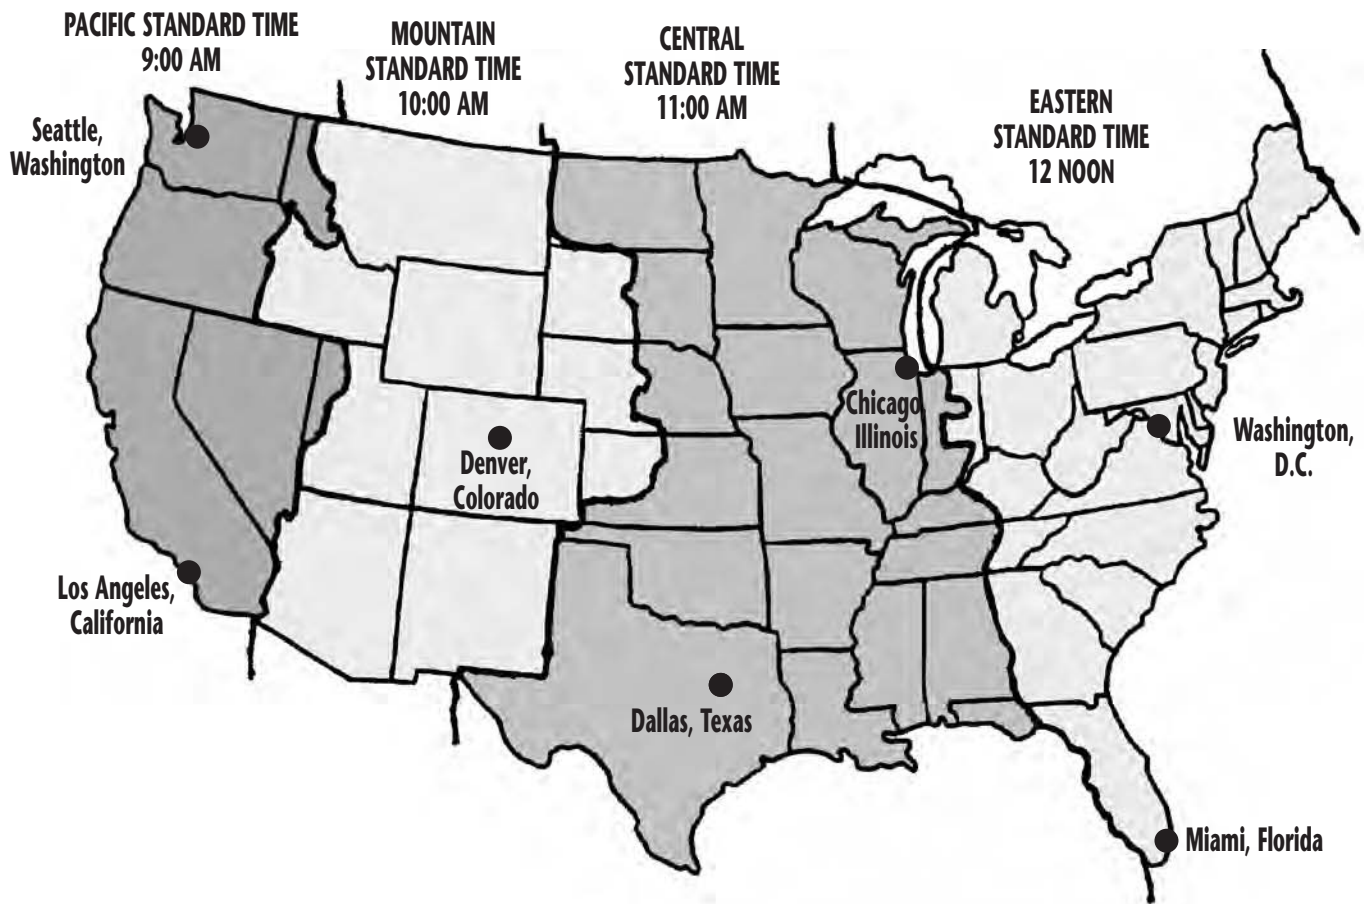 PACIFIC STANDARD TIME
9:00 AM
MOUNTAIN
STANDARD TIME
10:00 AM
CENTRAL
STANDARD TIME
11:00 AM
EASTERN
STANDARD TIME
12 NOON
Seattle,
Washington
Chicago,
Illinois
Washington,
D.C.
Denver,
Colorado
Los Angeles,
California
Dallas, Texas
Miami, Florida